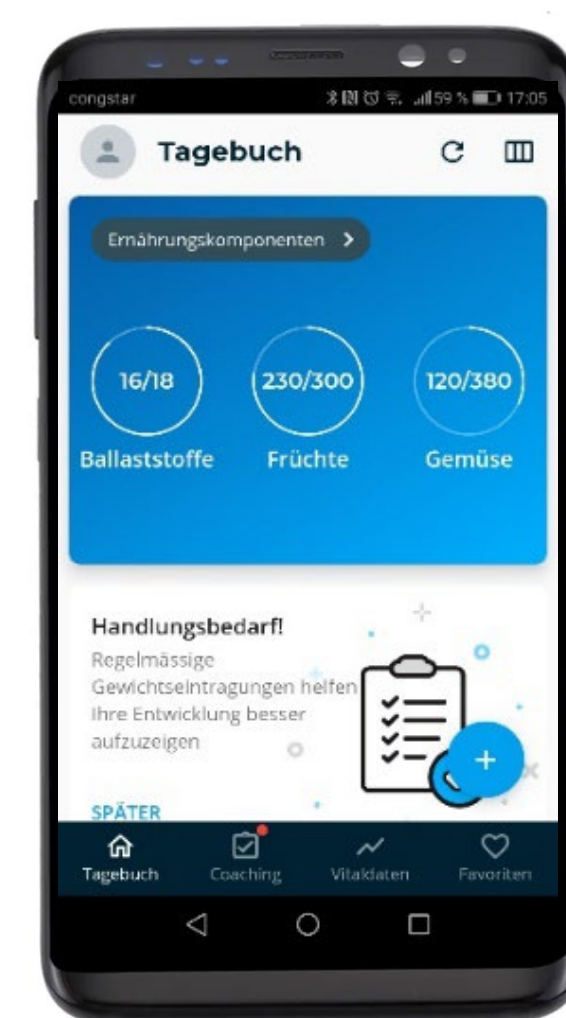 congstar 59 % 17:05
Tagebuch
Ernährungskomponenten
16/18 230/300 120/380
Ballaststoffe Früchte Gemüse
Handlungsbedarf!
Regelmässige
Gewichtseintragungen helfen
Ihre Entwicklung besser
aufzuzeigen
SPÄTER
Tagebuch Coaching Vitaldaten Favoriten